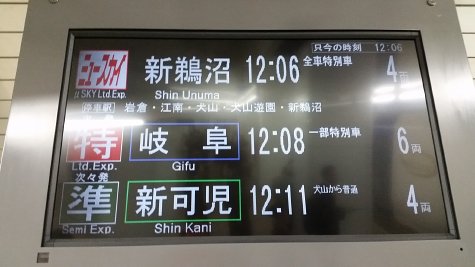 只今の時刻 12:06
ミュースカイ 新鵜沼 12:06 全車特別車 4両
μSKY Ltd.Exp. Shin Unuma
停車駅 岩倉・江南・犬山・犬山遊園・新鵜沼
特 岐阜 12:08 一部特別車 6両
Ltd.Exp. Gifu
次々発
準 新可児 12:11 犬山から普通 4両
Semi Exp. Shin Kani